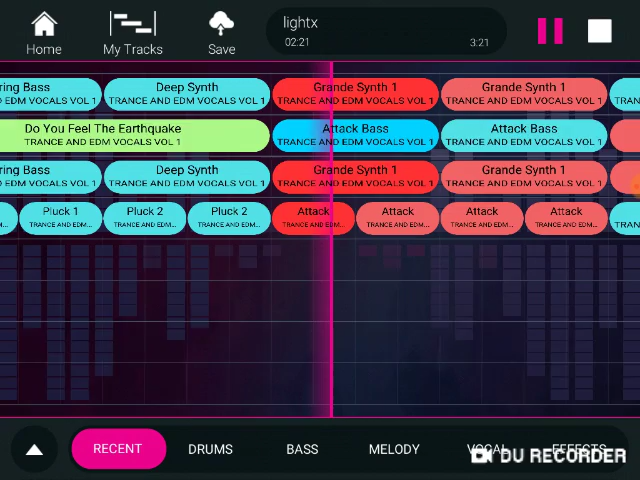 lightx
02:21 3:21
Home My Tracks Save
ring Bass Deep Synth Grande Synth 1 Grande Synth 1
D EDM VOCALS VOL 1 TRANCE AND EDM VOCALS VOL 1 TRANCE AND EDM VOCALS VOL 1 TRANCE AND EDM VOCALS VOL 1 TRAN
Do You Feel The Earthquake Attack Bass Attack Bass
TRANCE AND EDM VOCALS VOL 1 TRANCE AND EDM VOCALS VOL 1 TRANCE AND EDM VOCALS VOL 1
ring Bass Deep Synth Grande Synth 1 Grande Synth 1
D EDM VOCALS VOL 1 TRANCE AND EDM VOCALS VOL 1 TRANCE AND EDM VOCALS VOL 1 TRANCE AND EDM VOCALS VOL 1
Pluck 1 Pluck 2 Pluck 2 Attack Attack Attack Attack
M... TRANCE AND EDM... TRANCE AND EDM... TRANCE AND EDM... TRANCE AND EDM... TRANCE AND EDM... TRANCE AND EDM... TRANCE AND EDM... TRAN
RECENT DRUMS BASS MELODY VOCAL EFFECTS
DU RECORDER